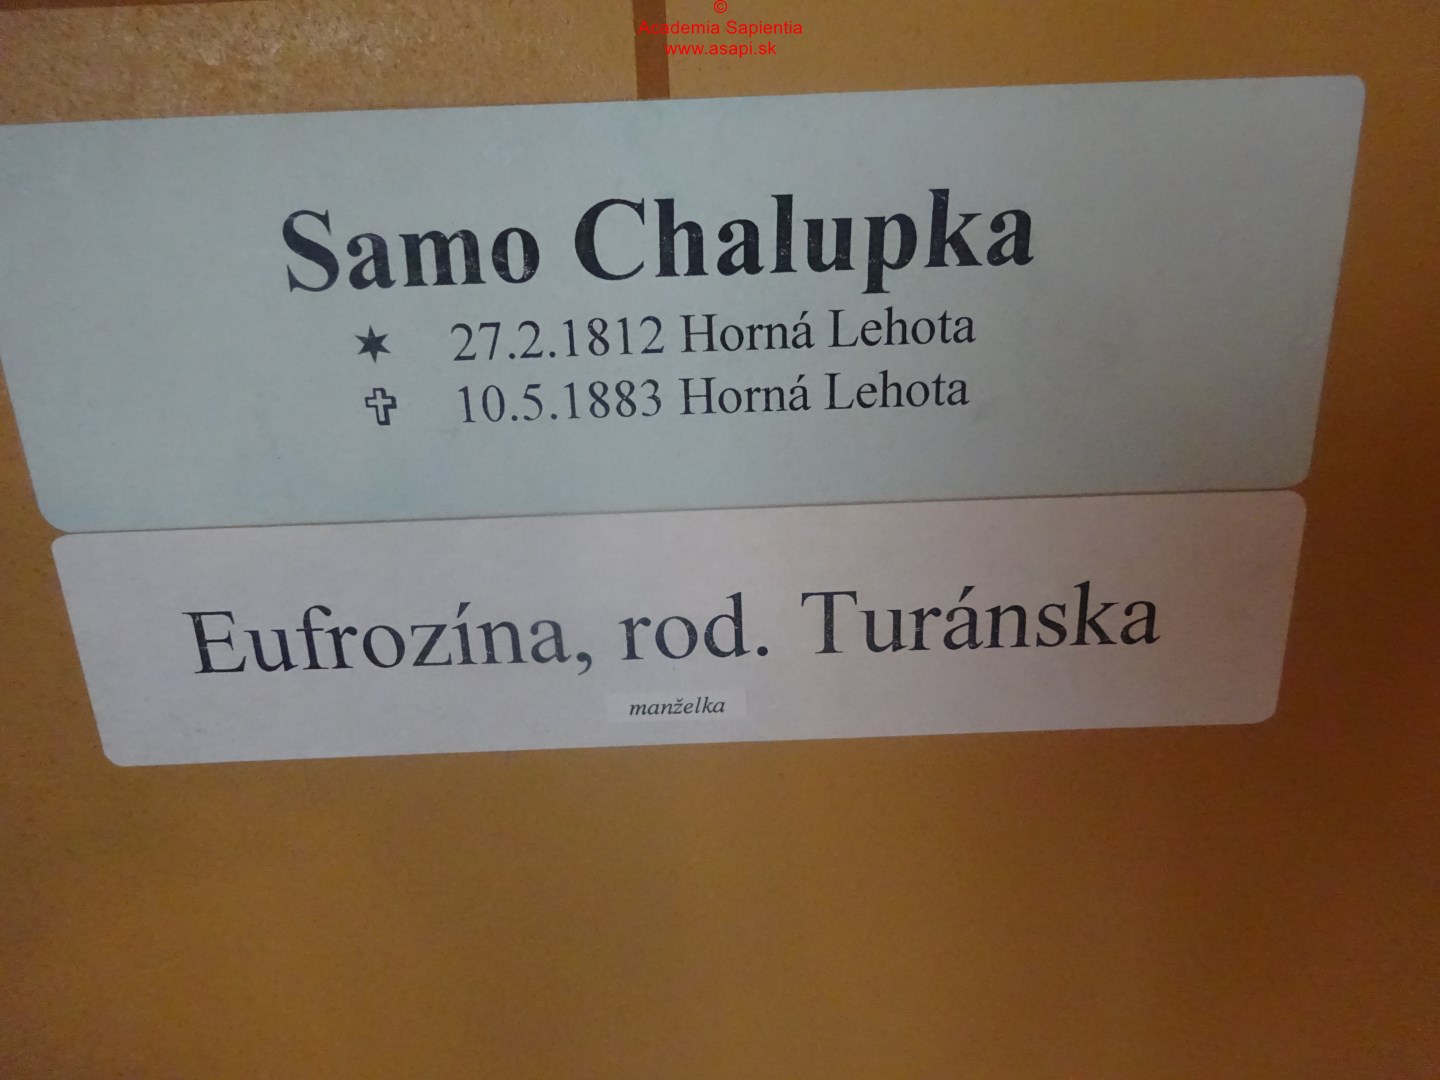 ©
Academia Sapientia
www.asapi.sk
Samo Chalupka
✶ 27.2.1812 Horná Lehota
✞ 10.5.1883 Horná Lehota
Eufrozína, rod. Turánska
manželka